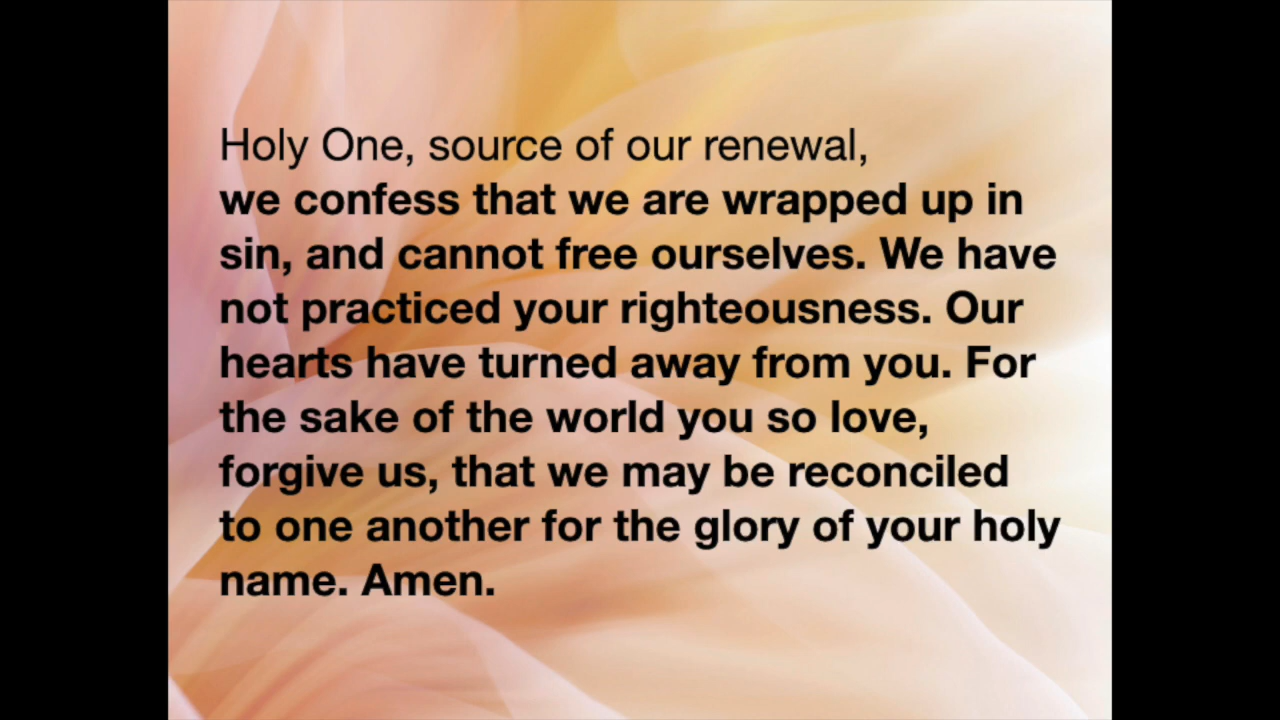 Holy One, source of our renewal,
we confess that we are wrapped up in
sin, and cannot free ourselves. We have
not practiced your righteousness. Our
hearts have turned away from you. For
the sake of the world you so love,
forgive us, that we may be reconciled
to one another for the glory of your holy
name. Amen.